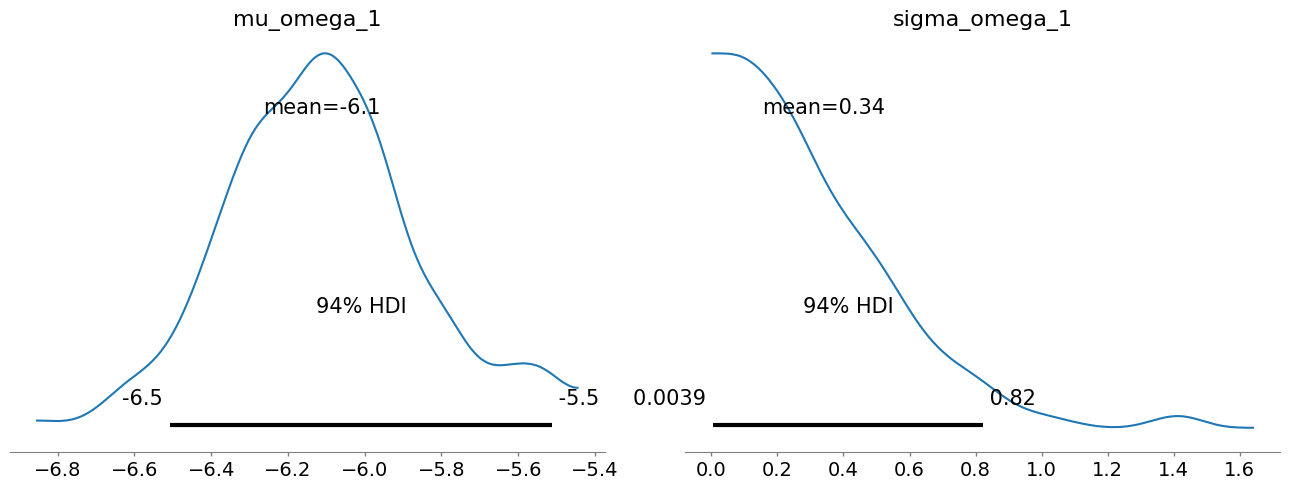 mu_omega_1
mean=-6.1
94% HDI
-6.5
-5.5
−6.8 −6.6 −6.4 −6.2 −6.0 −5.8 −5.6 −5.4
sigma_omega_1
mean=0.34
94% HDI
0.0039
0.82
0.0 0.2 0.4 0.6 0.8 1.0 1.2 1.4 1.6